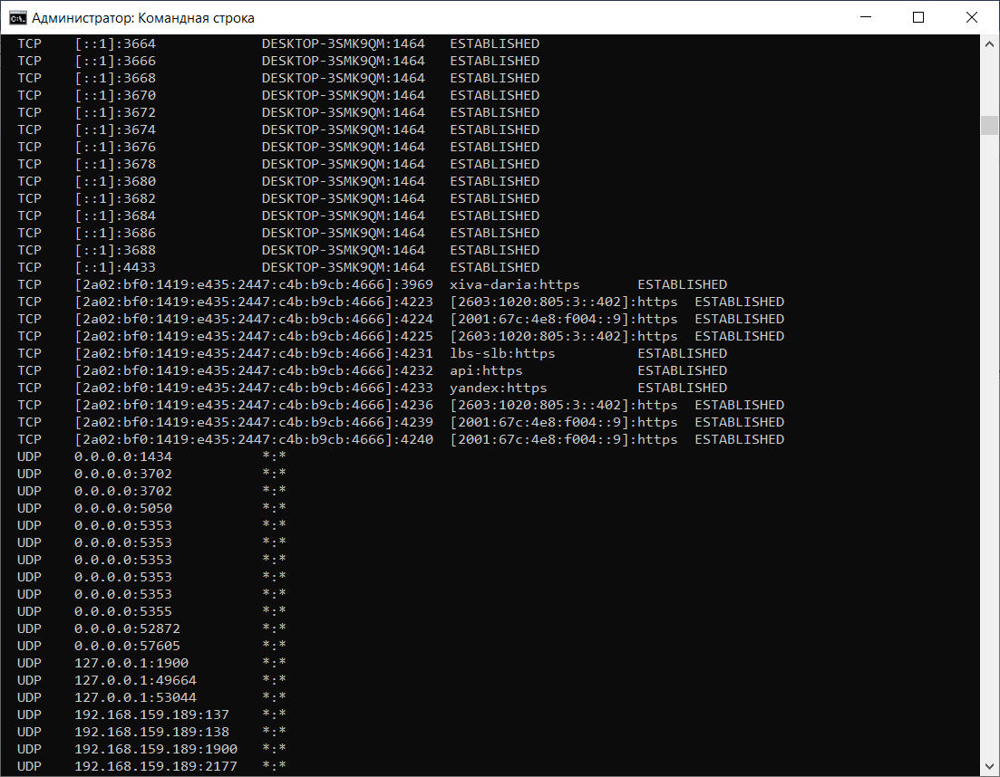 Администратор: Командная строка
TCP [::1]:3664 DESKTOP-3SMK9QM:1464 ESTABLISHED
TCP [::1]:3666 DESKTOP-3SMK9QM:1464 ESTABLISHED
TCP [::1]:3668 DESKTOP-3SMK9QM:1464 ESTABLISHED
TCP [::1]:3670 DESKTOP-3SMK9QM:1464 ESTABLISHED
TCP [::1]:3672 DESKTOP-3SMK9QM:1464 ESTABLISHED
TCP [::1]:3674 DESKTOP-3SMK9QM:1464 ESTABLISHED
TCP [::1]:3676 DESKTOP-3SMK9QM:1464 ESTABLISHED
TCP [::1]:3678 DESKTOP-3SMK9QM:1464 ESTABLISHED
TCP [::1]:3680 DESKTOP-3SMK9QM:1464 ESTABLISHED
TCP [::1]:3682 DESKTOP-3SMK9QM:1464 ESTABLISHED
TCP [::1]:3684 DESKTOP-3SMK9QM:1464 ESTABLISHED
TCP [::1]:3686 DESKTOP-3SMK9QM:1464 ESTABLISHED
TCP [::1]:3688 DESKTOP-3SMK9QM:1464 ESTABLISHED
TCP [::1]:4433 DESKTOP-3SMK9QM:1464 ESTABLISHED
TCP [2a02:bf0:1419:e435:2447:c4b:b9cb:4666]:3969 xiva-daria:https ESTABLISHED
TCP [2a02:bf0:1419:e435:2447:c4b:b9cb:4666]:4223 [2603:1020:805:3::402]:https ESTABLISHED
TCP [2a02:bf0:1419:e435:2447:c4b:b9cb:4666]:4224 [2001:67c:4e8:f004::9]:https ESTABLISHED
TCP [2a02:bf0:1419:e435:2447:c4b:b9cb:4666]:4225 [2603:1020:805:3::402]:https ESTABLISHED
TCP [2a02:bf0:1419:e435:2447:c4b:b9cb:4666]:4231 lbs-slb:https ESTABLISHED
TCP [2a02:bf0:1419:e435:2447:c4b:b9cb:4666]:4232 api:https ESTABLISHED
TCP [2a02:bf0:1419:e435:2447:c4b:b9cb:4666]:4233 yandex:https ESTABLISHED
TCP [2a02:bf0:1419:e435:2447:c4b:b9cb:4666]:4236 [2603:1020:805:3::402]:https ESTABLISHED
TCP [2a02:bf0:1419:e435:2447:c4b:b9cb:4666]:4239 [2001:67c:4e8:f004::9]:https ESTABLISHED
TCP [2a02:bf0:1419:e435:2447:c4b:b9cb:4666]:4240 [2001:67c:4e8:f004::9]:https ESTABLISHED
UDP 0.0.0.0:1434 *:*
UDP 0.0.0.0:3702 *:*
UDP 0.0.0.0:3702 *:*
UDP 0.0.0.0:5050 *:*
UDP 0.0.0.0:5353 *:*
UDP 0.0.0.0:5353 *:*
UDP 0.0.0.0:5353 *:*
UDP 0.0.0.0:5353 *:*
UDP 0.0.0.0:5353 *:*
UDP 0.0.0.0:5355 *:*
UDP 0.0.0.0:52872 *:*
UDP 0.0.0.0:57605 *:*
UDP 127.0.0.1:1900 *:*
UDP 127.0.0.1:49664 *:*
UDP 127.0.0.1:53044 *:*
UDP 192.168.159.189:137 *:*
UDP 192.168.159.189:138 *:*
UDP 192.168.159.189:1900 *:*
UDP 192.168.159.189:2177 *:*